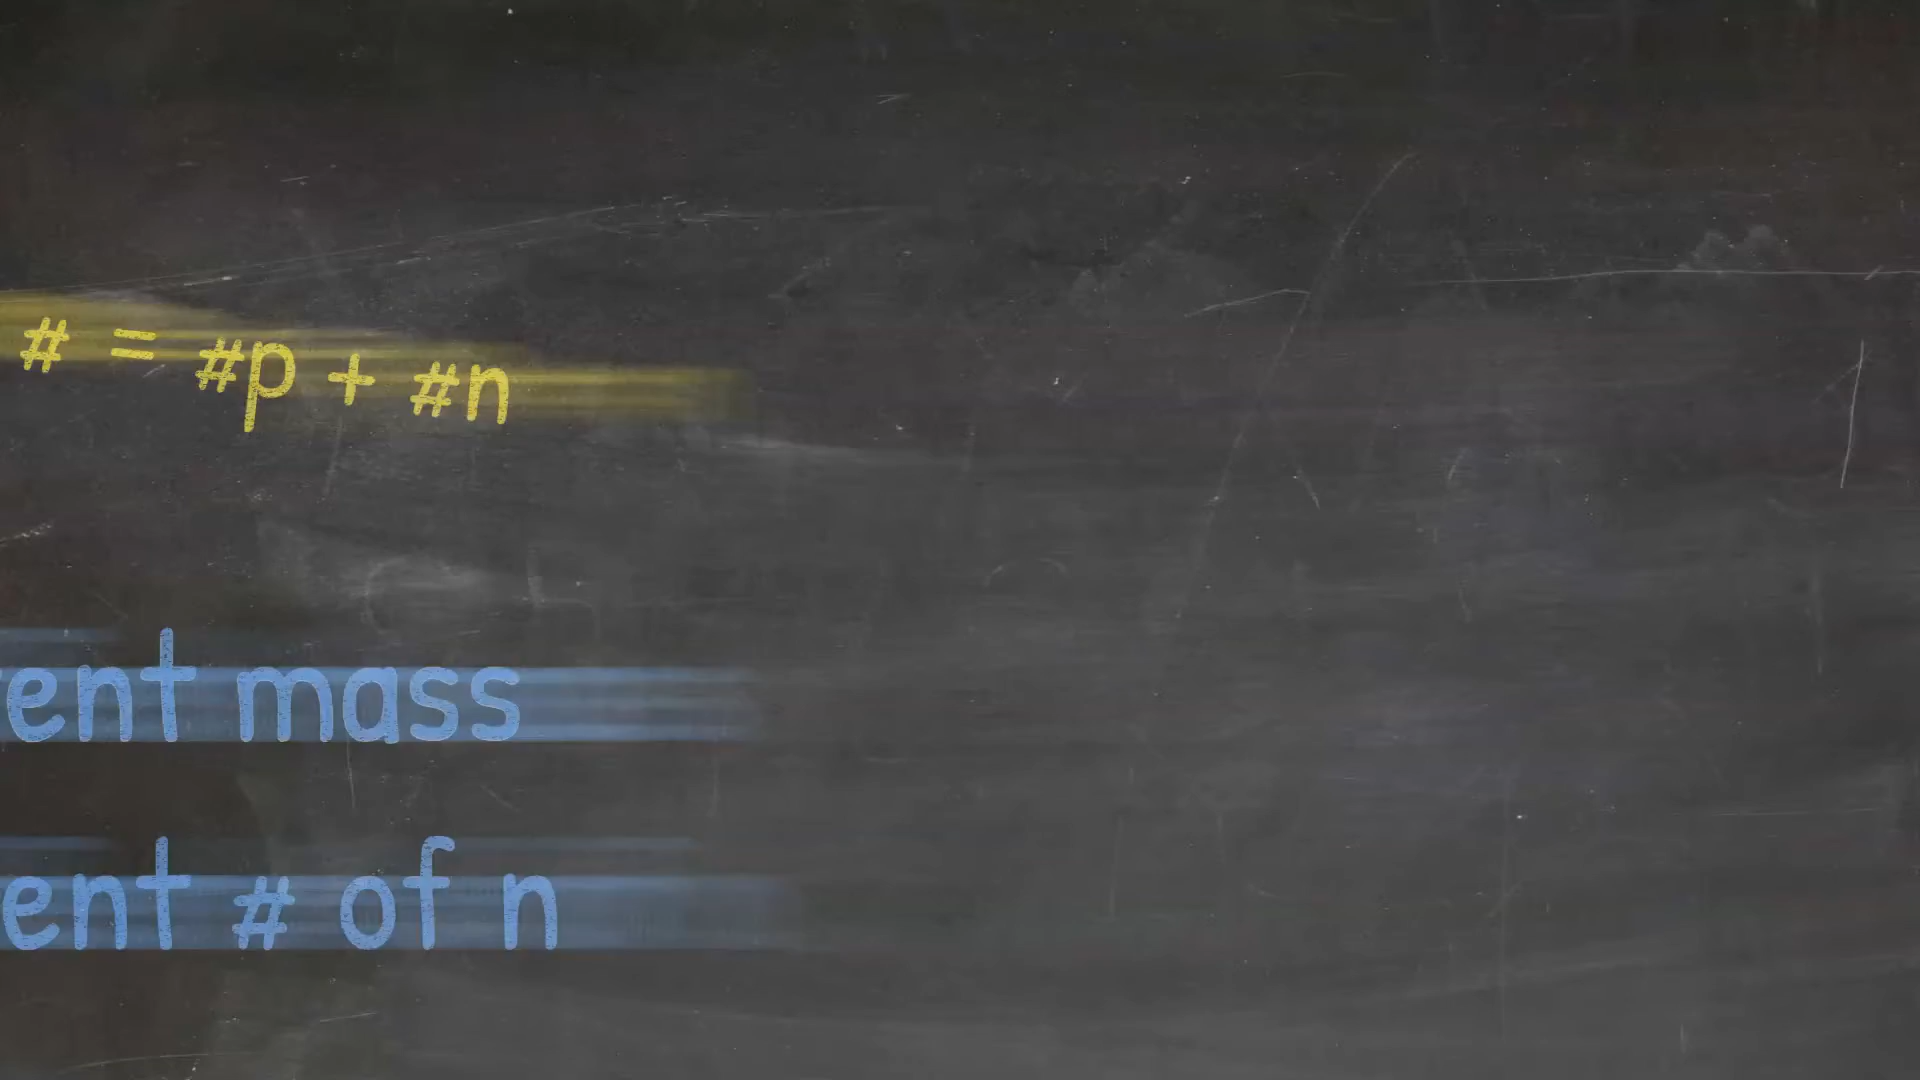 # = #p + #n
ent mass
ent # of n